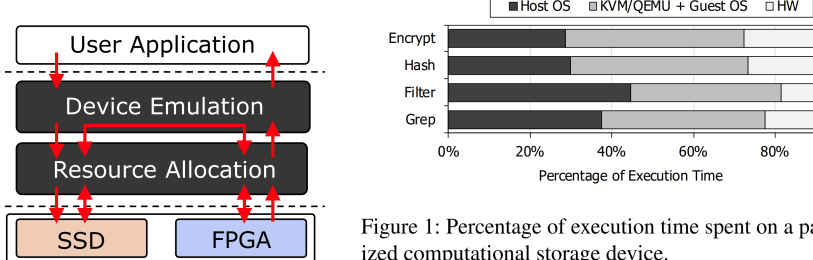 User Application
Device Emulation
Resource Allocation
SSD
FPGA
Host OS
KVM/QEMU + Guest OS
HW
Encrypt
Hash
Filter
Grep
0%
20%
40%
60%
80%
Percentage of Execution Time
Figure 1: Percentage of execution time spent on a pa
ized computational storage device.